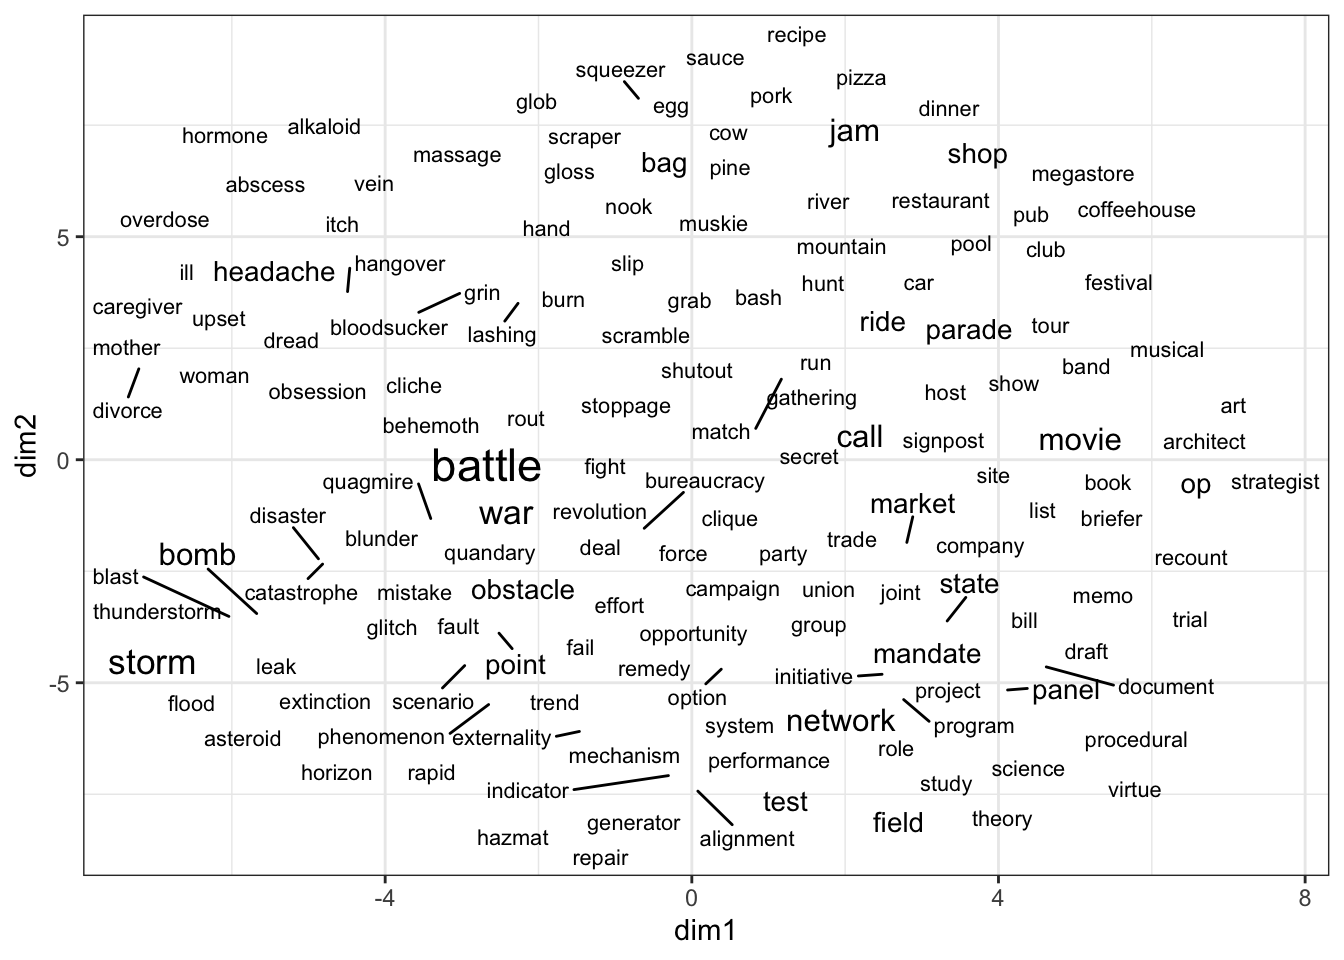 recipe
sauce
squeezer
pizza
pork
glob
egg
dinner
alkaloid
hormone
scraper
cow
jam
massage
shop
gloss
bag
pine
megastore
abscess
vein
river
restaurant
nook
overdose
itch
hand
muskie
pub
coffeehouse
5
mountain
pool
club
ill
headache
hangover
slip
hunt
car
festival
caregiver
upset
grin
burn
grab
bash
bloodsucker
lashing
scramble
ride
parade
tour
mother
dread
musical
woman
shutout
run
band
divorce
obsession
cliche
stoppage
gathering
host
show
art
behemoth
rout
match
call
signpost
movie
architect
dim2
0
battle
fight
secret
quagmire
bureaucracy
site
book
op
strategist
disaster
war
revolution
clique
market
list
briefer
bomb
blunder
quandary
deal
force
party
trade
company
recount
blast
catastrophe
mistake
obstacle
campaign
union
joint
state
memo
thunderstorm
effort
glitch
fault
opportunity
group
bill
trial
storm
leak
point
fail
remedy
initiative
mandate
draft
-5
flood
extinction
scenario
trend
option
project
panel
document
asteroid
phenomenon
externality
system
network
program
procedural
horizon
rapid
mechanism
performance
role
science
indicator
test
study
virtue
hazmat
generator
alignment
field
theory
repair
-4
0
4
8
dim1